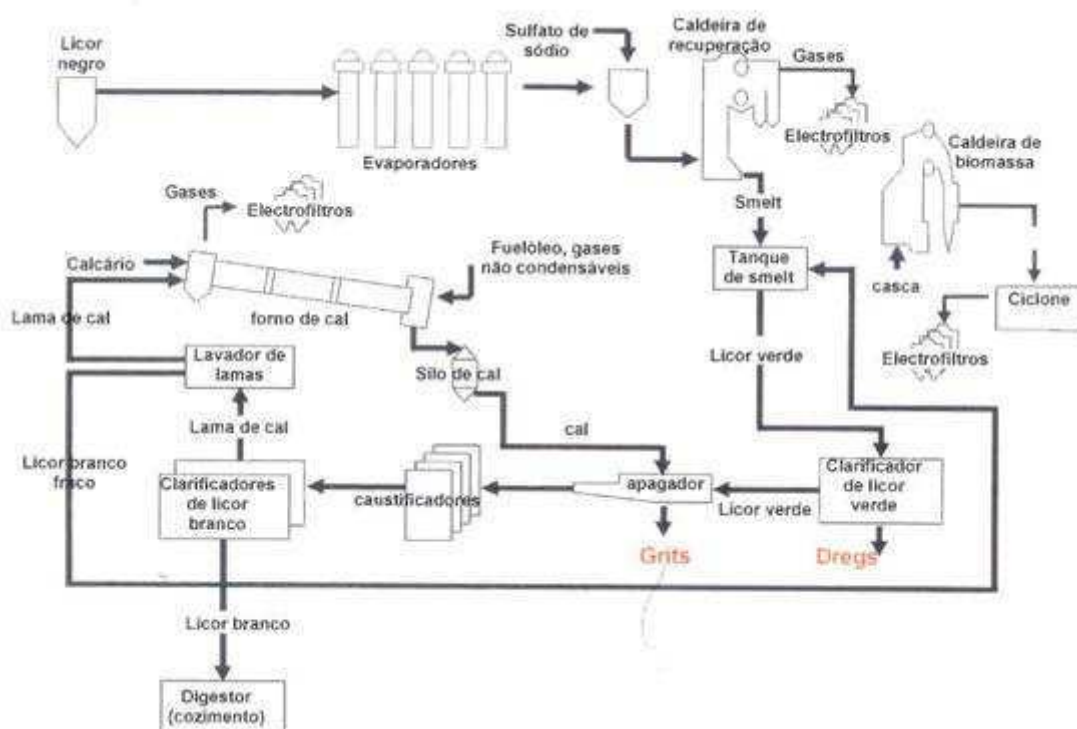 Licor
negro
Sulfato de
sódio
Caldeira de
recuperação
Gases
Evaporadores
Electrofiltros
Caldeira de
biomassa
Gases
Electrofiltros
Smelt
Calcário
Fuelóleo, gases
não condensáveis
Tanque
de smelt
casca
Ciclone
Lama de cal
forno de cal
Electrofiltros
Licor verde
Lavador de
lamas
Silo de cal
Lama de cal
cal
Licor branco
fraco
Clarificadores
de licor
branco
caustificadores
apagador
Licor verde
Clarificador
de licor
verde
Grits
Dregs
Licor branco
Digestor
(cozimento)